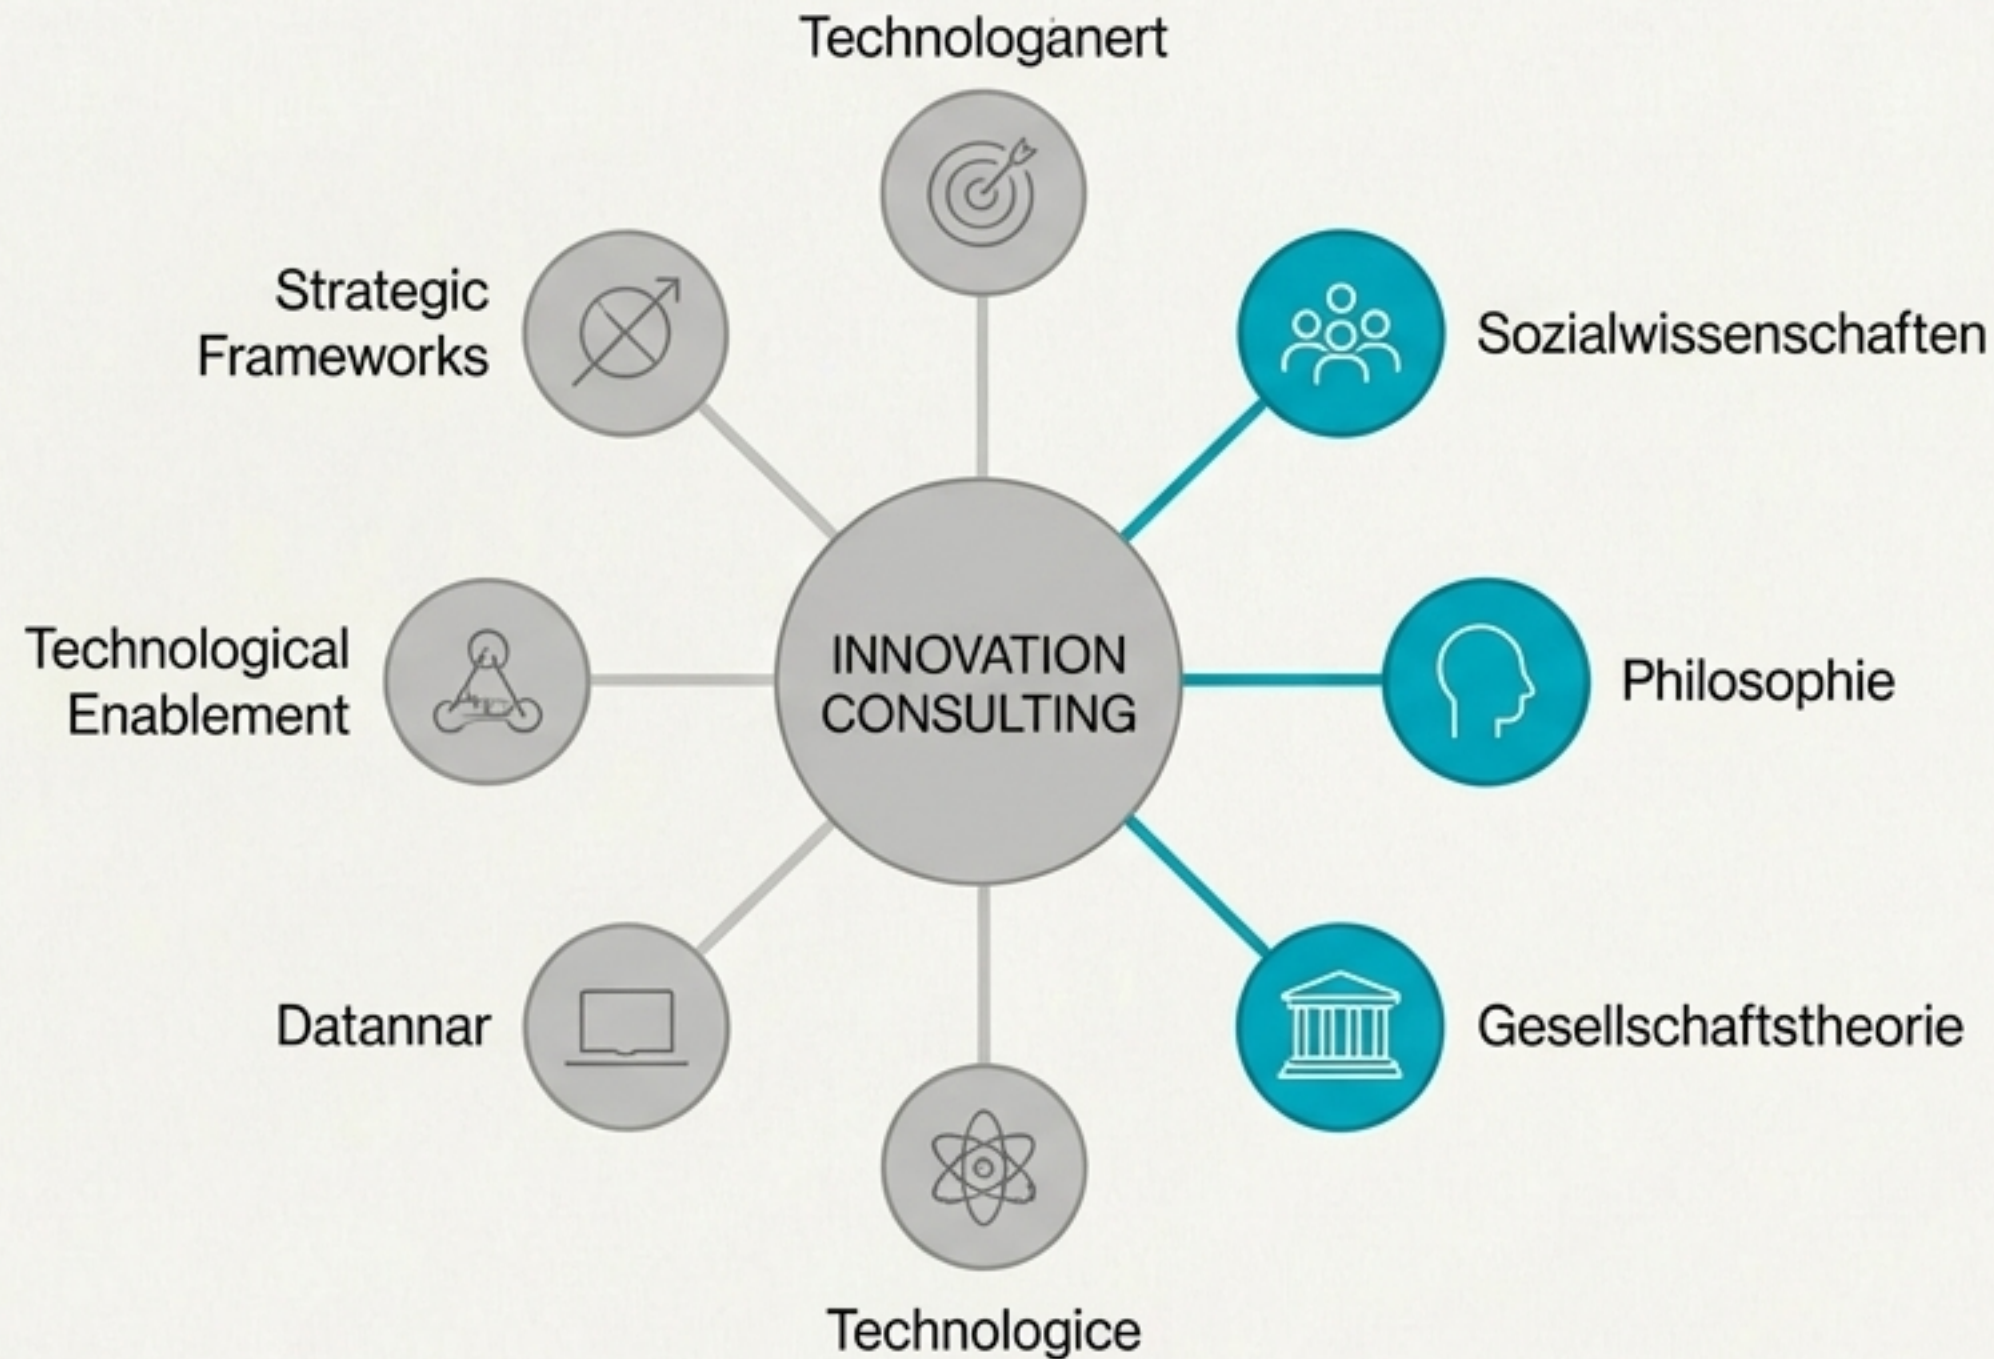 Technologanert
Strategic
Frameworks
Sozialwissenschaften
Technological
Enablement
INNOVATION
CONSULTING
Philosophie
Datannar
Gesellschaftstheorie
Technologice